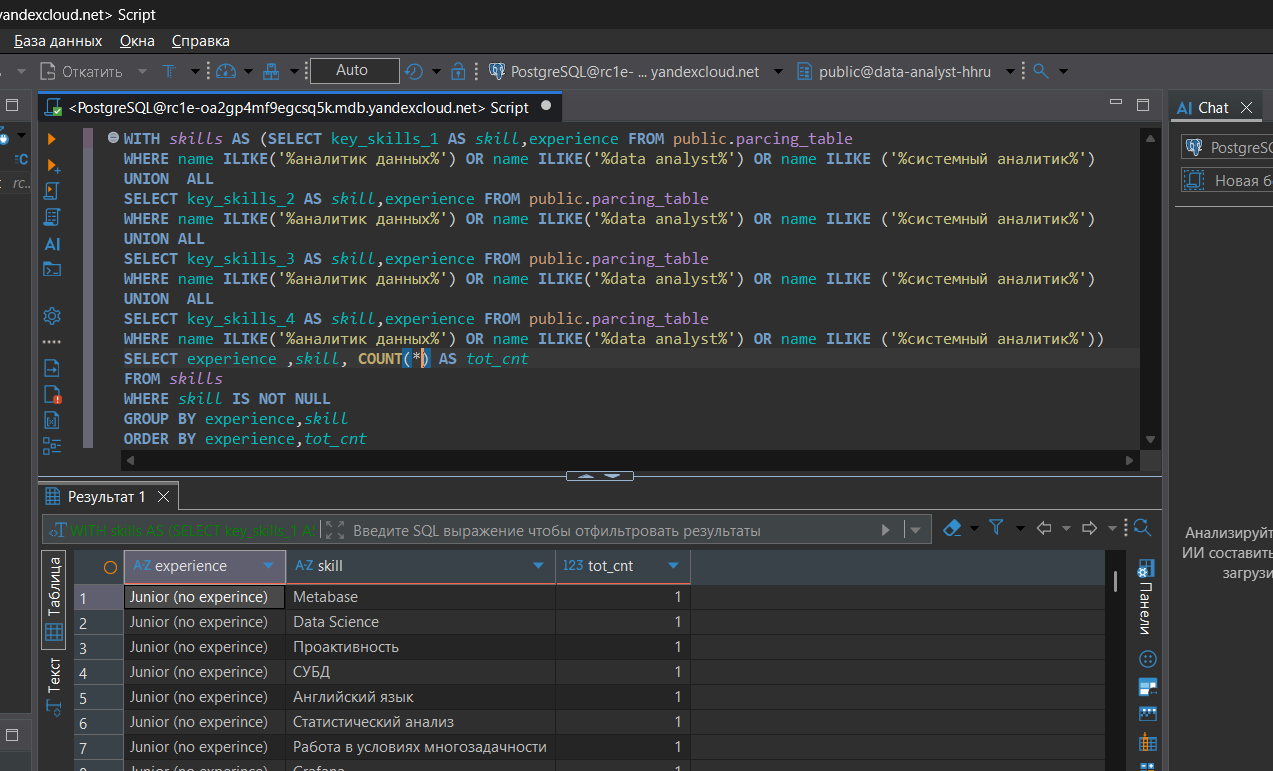 yandexcloud.net> Script
База данных Окна Справка
Откатить T Auto PostgreSQL@rc1e- ... yandexcloud.net public@data-analyst-hhru
<PostgreSQL@rc1e-oa2gp4mf9egcsq5k.mdb.yandexcloud.net> Script
AI Chat
WITH skills AS (SELECT key_skills_1 AS skill,experience FROM public.parcing_table
WHERE name ILIKE('%аналитик данных%') OR name ILIKE('%data analyst%') OR name ILIKE ('%системный аналитик%')
UNION  ALL
SELECT key_skills_2 AS skill,experience FROM public.parcing_table
WHERE name ILIKE('%аналитик данных%') OR name ILIKE('%data analyst%') OR name ILIKE ('%системный аналитик%')
UNION ALL
SELECT key_skills_3 AS skill,experience FROM public.parcing_table
WHERE name ILIKE('%аналитик данных%') OR name ILIKE('%data analyst%') OR name ILIKE ('%системный аналитик%')
UNION  ALL
SELECT key_skills_4 AS skill,experience FROM public.parcing_table
WHERE name ILIKE('%аналитик данных%') OR name ILIKE('%data analyst%') OR name ILIKE ('%системный аналитик%'))
SELECT experience ,skill, COUNT(*) AS tot_cnt
FROM skills
WHERE skill IS NOT NULL
GROUP BY experience,skill
ORDER BY experience,tot_cnt
C
rc...
AI
PostgreSQ
Новая б
Анализируйт
ИИ составить
загрузи
Результат 1
WITH skills AS (SELECT key_skills_1 A
Введите SQL выражение чтобы отфильтровать результаты
Таблица
Текст
Панели
A-Z experience A-Z skill 123 tot_cnt
1 Junior (no experince) Metabase 1
2 Junior (no experince) Data Science 1
3 Junior (no experince) Проактивность 1
4 Junior (no experince) СУБД 1
5 Junior (no experince) Английский язык 1
6 Junior (no experince) Статистический анализ 1
7 Junior (no experince) Работа в условиях многозадачности 1
8 Junior (no experince) Grafana 1